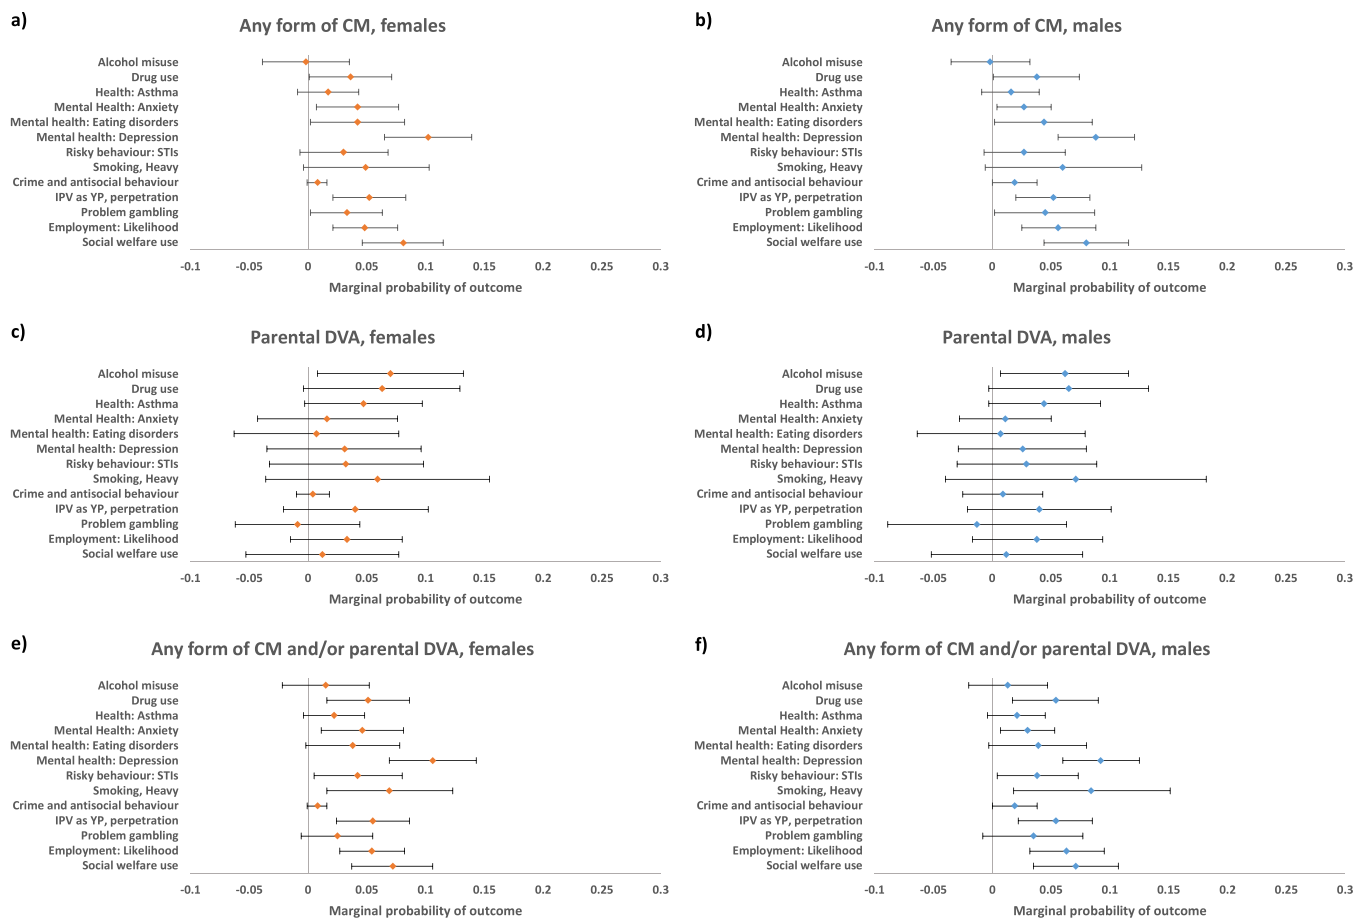 a)
Any form of CM, females
Alcohol misuse
Drug use
Health: Asthma
Mental Health: Anxiety
Mental health: Eating disorders
Mental health: Depression
Risky behaviour: STIs
Smoking, Heavy
Crime and antisocial behaviour
IPV as YP, perpetration
Problem gambling
Employment: Likelihood
Social welfare use
-0.1 -0.05 0 0.05 0.1 0.15 0.2 0.25 0.3
Marginal probability of outcome
b)
Any form of CM, males
Alcohol misuse
Drug use
Health: Asthma
Mental Health: Anxiety
Mental health: Eating disorders
Mental health: Depression
Risky behaviour: STIs
Smoking, Heavy
Crime and antisocial behaviour
IPV as YP, perpetration
Problem gambling
Employment: Likelihood
Social welfare use
-0.1 -0.05 0 0.05 0.1 0.15 0.2 0.25 0.3
Marginal probability of outcome
c)
Parental DVA, females
Alcohol misuse
Drug use
Health: Asthma
Mental Health: Anxiety
Mental health: Eating disorders
Mental health: Depression
Risky behaviour: STIs
Smoking, Heavy
Crime and antisocial behaviour
IPV as YP, perpetration
Problem gambling
Employment: Likelihood
Social welfare use
-0.1 -0.05 0 0.05 0.1 0.15 0.2 0.25 0.3
Marginal probability of outcome
d)
Parental DVA, males
Alcohol misuse
Drug use
Health: Asthma
Mental Health: Anxiety
Mental health: Eating disorders
Mental health: Depression
Risky behaviour: STIs
Smoking, Heavy
Crime and antisocial behaviour
IPV as YP, perpetration
Problem gambling
Employment: Likelihood
Social welfare use
-0.1 -0.05 0 0.05 0.1 0.15 0.2 0.25 0.3
Marginal probability of outcome
e)
Any form of CM and/or parental DVA, females
Alcohol misuse
Drug use
Health: Asthma
Mental Health: Anxiety
Mental health: Eating disorders
Mental health: Depression
Risky behaviour: STIs
Smoking, Heavy
Crime and antisocial behaviour
IPV as YP, perpetration
Problem gambling
Employment: Likelihood
Social welfare use
-0.1 -0.05 0 0.05 0.1 0.15 0.2 0.25 0.3
Marginal probability of outcome
f)
Any form of CM and/or parental DVA, males
Alcohol misuse
Drug use
Health: Asthma
Mental Health: Anxiety
Mental health: Eating disorders
Mental health: Depression
Risky behaviour: STIs
Smoking, Heavy
Crime and antisocial behaviour
IPV as YP, perpetration
Problem gambling
Employment: Likelihood
Social welfare use
-0.1 -0.05 0 0.05 0.1 0.15 0.2 0.25 0.3
Marginal probability of outcome